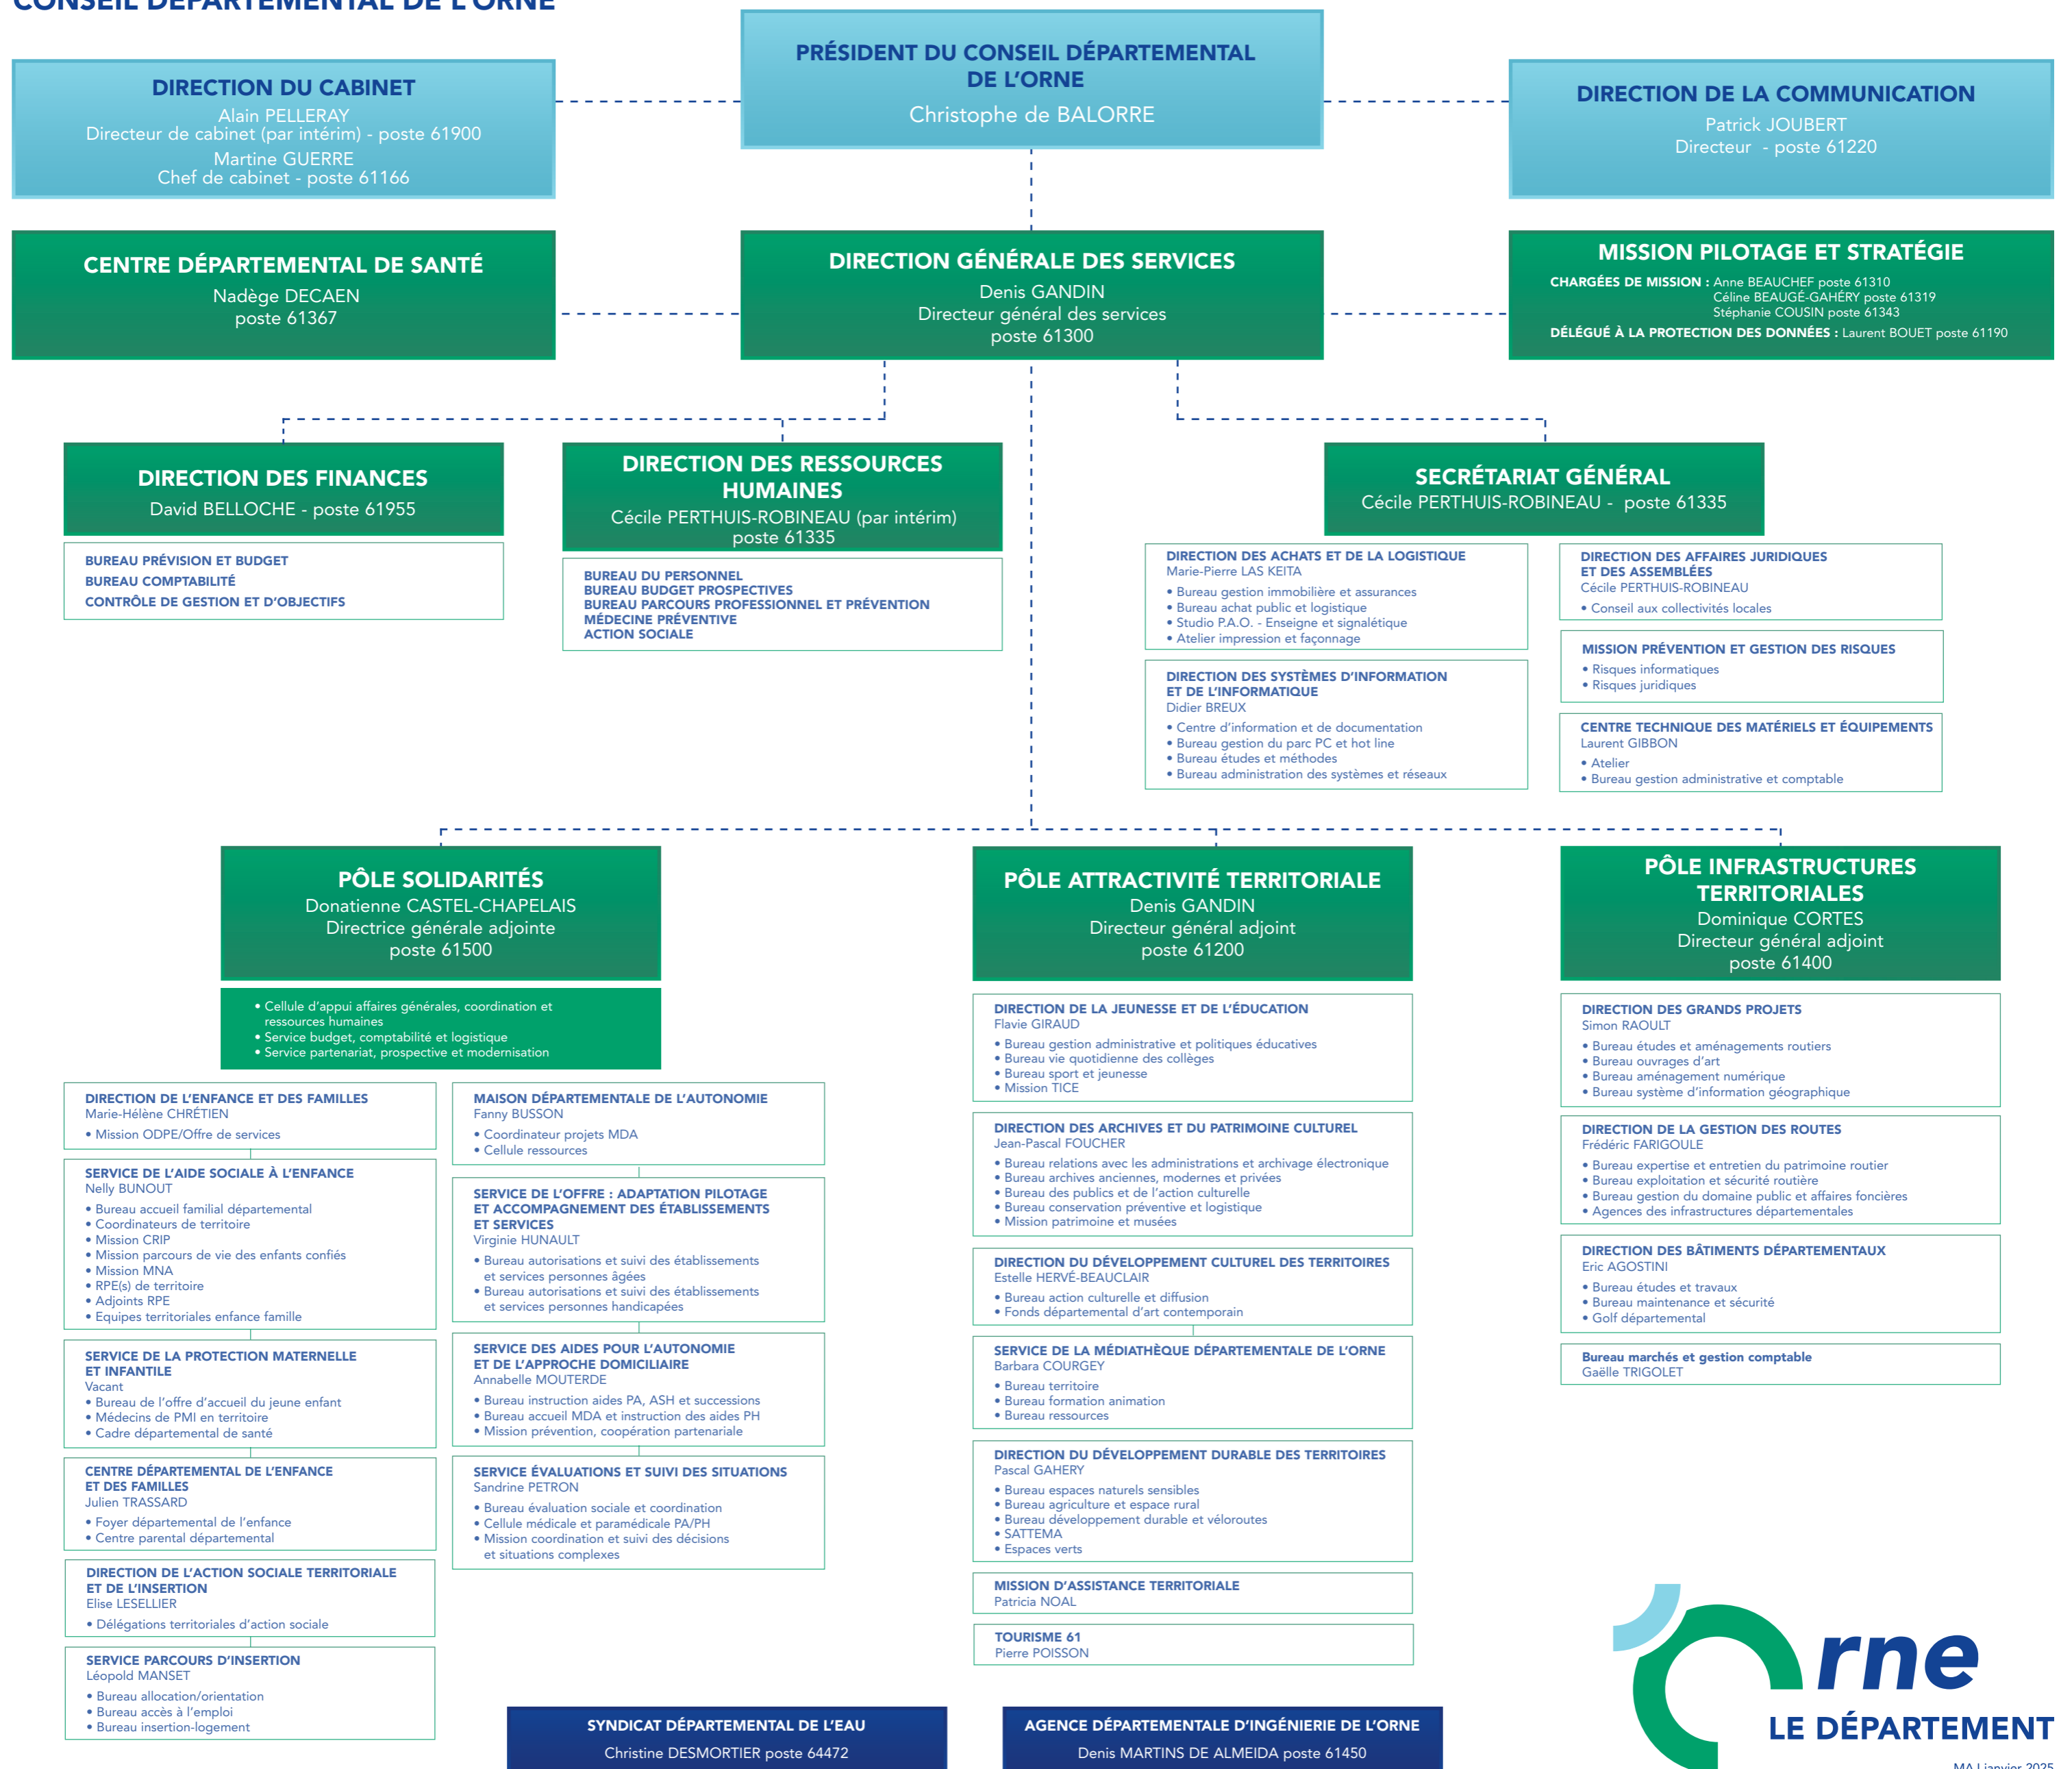 CONSEIL DÉPARTEMENTAL DE L'ORNE
PRÉSIDENT DU CONSEIL DÉPARTEMENTAL
DE L'ORNE
Christophe de BALORRE
DIRECTION DU CABINET
Alain PELLERAY
Directeur de cabinet (par intérim) - poste 61900
Martine GUERRE
Chef de cabinet - poste 61166
DIRECTION DE LA COMMUNICATION
Patrick JOUBERT
Directeur - poste 61220
CENTRE DÉPARTEMENTAL DE SANTÉ
Nadège DECAEN
poste 61367
DIRECTION GÉNÉRALE DES SERVICES
Denis GANDIN
Directeur général des services
poste 61300
MISSION PILOTAGE ET STRATÉGIE
CHARGÉES DE MISSION : Anne BEAUCHEF poste 61310
Céline BEAUGÉ-GAHÉRY poste 61319
Stéphanie COUSIN poste 61343
DÉLÉGUÉ À LA PROTECTION DES DONNÉES : Laurent BOUET poste 61190
DIRECTION DES FINANCES
David BELLOCHE - poste 61955
BUREAU PRÉVISION ET BUDGET
BUREAU COMPTABILITÉ
CONTRÔLE DE GESTION ET D'OBJECTIFS
DIRECTION DES RESSOURCES
HUMAINES
Cécile PERTHUIS-ROBINEAU (par intérim)
poste 61335
BUREAU DU PERSONNEL
BUREAU BUDGET PROSPECTIVES
BUREAU PARCOURS PROFESSIONNEL ET PRÉVENTION
MÉDECINE PRÉVENTIVE
ACTION SOCIALE
SECRÉTARIAT GÉNÉRAL
Cécile PERTHUIS-ROBINEAU - poste 61335
DIRECTION DES ACHATS ET DE LA LOGISTIQUE
Marie-Pierre LAS KEITA
• Bureau gestion immobilière et assurances
• Bureau achat public et logistique
• Studio P.A.O. - Enseigne et signalétique
• Atelier impression et façonnage
DIRECTION DES SYSTÈMES D'INFORMATION
ET DE L'INFORMATIQUE
Didier BREUX
• Centre d'information et de documentation
• Bureau gestion du parc PC et hot line
• Bureau études et méthodes
• Bureau administration des systèmes et réseaux
DIRECTION DES AFFAIRES JURIDIQUES
ET DES ASSEMBLÉES
Cécile PERTHUIS-ROBINEAU
• Conseil aux collectivités locales
MISSION PRÉVENTION ET GESTION DES RISQUES
• Risques informatiques
• Risques juridiques
CENTRE TECHNIQUE DES MATÉRIELS ET ÉQUIPEMENTS
Laurent GIBBON
• Atelier
• Bureau gestion administrative et comptable
PÔLE SOLIDARITÉS
Donatienne CASTEL-CHAPELAIS
Directrice générale adjointe
poste 61500
• Cellule d'appui affaires générales, coordination et
ressources humaines
• Service budget, comptabilité et logistique
• Service partenariat, prospective et modernisation
DIRECTION DE L'ENFANCE ET DES FAMILLES
Marie-Hélène CHRÉTIEN
• Mission ODPE/Offre de services
SERVICE DE L'AIDE SOCIALE À L'ENFANCE
Nelly BUNOUT
• Bureau accueil familial départemental
• Coordinateurs de territoire
• Mission CRIP
• Mission parcours de vie des enfants confiés
• Mission MNA
• RPE(s) de territoire
• Adjoints RPE
• Equipes territoriales enfance famille
SERVICE DE LA PROTECTION MATERNELLE
ET INFANTILE
Vacant
• Bureau de l'offre d'accueil du jeune enfant
• Médecins de PMI en territoire
• Cadre départemental de santé
CENTRE DÉPARTEMENTAL DE L'ENFANCE
ET DES FAMILLES
Julien TRASSARD
• Foyer départemental de l'enfance
• Centre parental départemental
DIRECTION DE L'ACTION SOCIALE TERRITORIALE
ET DE L'INSERTION
Elise LESELLIER
• Délégations territoriales d'action sociale
SERVICE PARCOURS D'INSERTION
Léopold MANSET
• Bureau allocation/orientation
• Bureau accès à l'emploi
• Bureau insertion-logement
MAISON DÉPARTEMENTALE DE L'AUTONOMIE
Fanny BUSSON
• Coordinateur projets MDA
• Cellule ressources
SERVICE DE L'OFFRE : ADAPTATION PILOTAGE
ET ACCOMPAGNEMENT DES ÉTABLISSEMENTS
ET SERVICES
Virginie HUNAULT
• Bureau autorisations et suivi des établissements
et services personnes âgées
• Bureau autorisations et suivi des établissements
et services personnes handicapées
SERVICE DES AIDES POUR L'AUTONOMIE
ET DE L'APPROCHE DOMICILIAIRE
Annabelle MOUTERDE
• Bureau instruction aides PA, ASH et successions
• Bureau accueil MDA et instruction des aides PH
• Mission prévention, coopération partenariale
SERVICE ÉVALUATIONS ET SUIVI DES SITUATIONS
Sandrine PETRON
• Bureau évaluation sociale et coordination
• Cellule médicale et paramédicale PA/PH
• Mission coordination et suivi des décisions
et situations complexes
PÔLE ATTRACTIVITÉ TERRITORIALE
Denis GANDIN
Directeur général adjoint
poste 61200
DIRECTION DE LA JEUNESSE ET DE L'ÉDUCATION
Flavie GIRAUD
• Bureau gestion administrative et politiques éducatives
• Bureau vie quotidienne des collèges
• Bureau sport et jeunesse
• Mission TICE
DIRECTION DES ARCHIVES ET DU PATRIMOINE CULTUREL
Jean-Pascal FOUCHER
• Bureau relations avec les administrations et archivage électronique
• Bureau archives anciennes, modernes et privées
• Bureau des publics et de l'action culturelle
• Bureau conservation préventive et logistique
• Mission patrimoine et musées
DIRECTION DU DÉVELOPPEMENT CULTUREL DES TERRITOIRES
Estelle HERVÉ-BEAUCLAIR
• Bureau action culturelle et diffusion
• Fonds départemental d'art contemporain
SERVICE DE LA MÉDIATHÈQUE DÉPARTEMENTALE DE L'ORNE
Barbara COURGEY
• Bureau territoire
• Bureau formation animation
• Bureau ressources
DIRECTION DU DÉVELOPPEMENT DURABLE DES TERRITOIRES
Pascal GAHERY
• Bureau espaces naturels sensibles
• Bureau agriculture et espace rural
• Bureau développement durable et véloroutes
• SATTEMA
• Espaces verts
MISSION D'ASSISTANCE TERRITORIALE
Patricia NOAL
TOURISME 61
Pierre POISSON
PÔLE INFRASTRUCTURES
TERRITORIALES
Dominique CORTES
Directeur général adjoint
poste 61400
DIRECTION DES GRANDS PROJETS
Simon RAOULT
• Bureau études et aménagements routiers
• Bureau ouvrages d'art
• Bureau aménagement numérique
• Bureau système d'information géographique
DIRECTION DE LA GESTION DES ROUTES
Frédéric FARIGOULE
• Bureau expertise et entretien du patrimoine routier
• Bureau exploitation et sécurité routière
• Bureau gestion du domaine public et affaires foncières
• Agences des infrastructures départementales
DIRECTION DES BÂTIMENTS DÉPARTEMENTAUX
Eric AGOSTINI
• Bureau études et travaux
• Bureau maintenance et sécurité
• Golf départemental
Bureau marchés et gestion comptable
Gaëlle TRIGOLET
SYNDICAT DÉPARTEMENTAL DE L'EAU
Christine DESMORTIER poste 64472
AGENCE DÉPARTEMENTALE D'INGÉNIERIE DE L'ORNE
Denis MARTINS DE ALMEIDA poste 61450
Orne
LE DÉPARTEMENT
MAJ janvier 2025